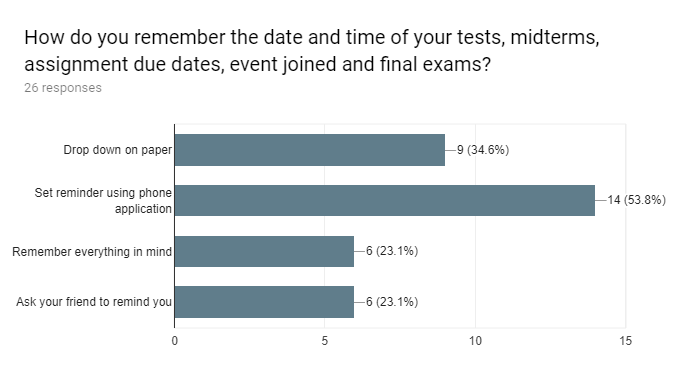 How do you remember the date and time of your tests, midterms,
assignment due dates, event joined and final exams?
26 responses
Drop down on paper
9 (34.6%)
Set reminder using phone
application
14 (53.8%)
Remember everything in mind
6 (23.1%)
Ask your friend to remind you
6 (23.1%)
0 5 10 15